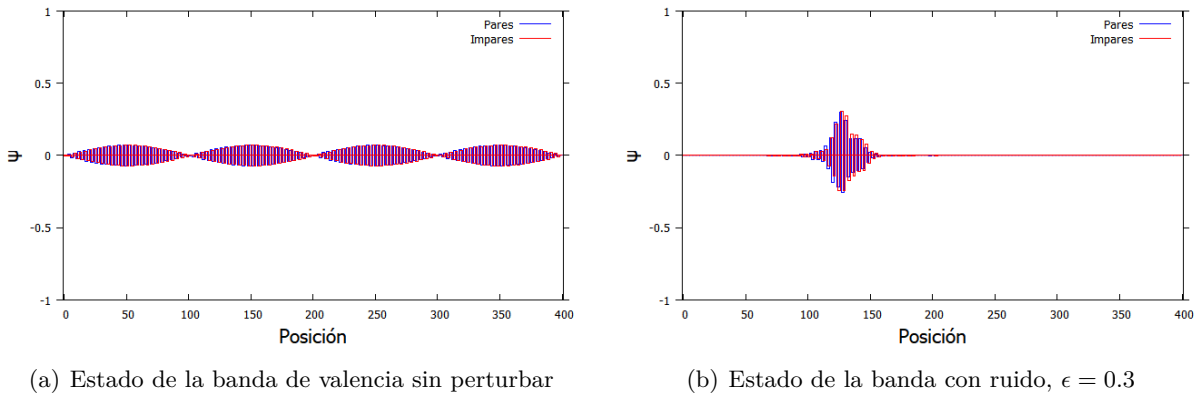 1
0.5
0
-0.5
-1
Ψ
Pares
Impares
0 50 100 150 200 250 300 350 400
Posición
(a) Estado de la banda de valencia sin perturbar
1
0.5
0
-0.5
-1
Ψ
Pares
Impares
0 50 100 150 200 250 300 350 400
Posición
(b) Estado de la banda con ruido, ϵ = 0.3